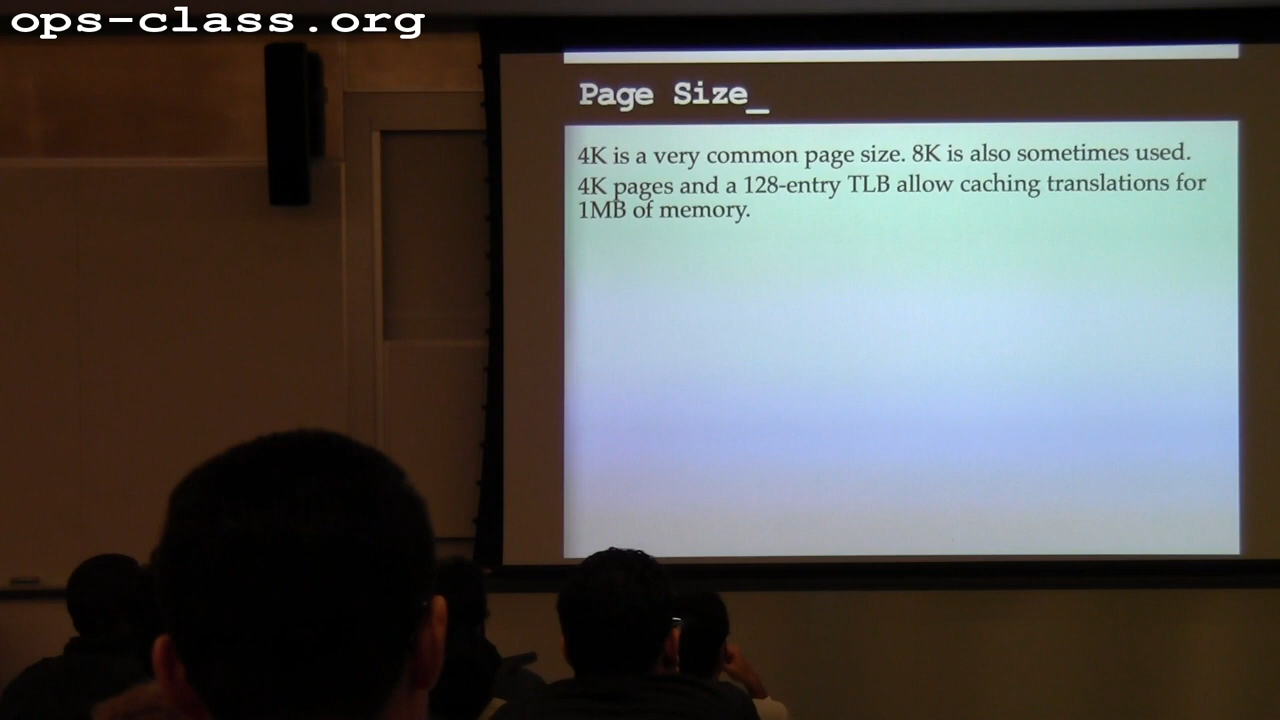 ops-class.org
Page Size_
4K is a very common page size. 8K is also sometimes used.
4K pages and a 128-entry TLB allow caching translations for
1MB of memory.